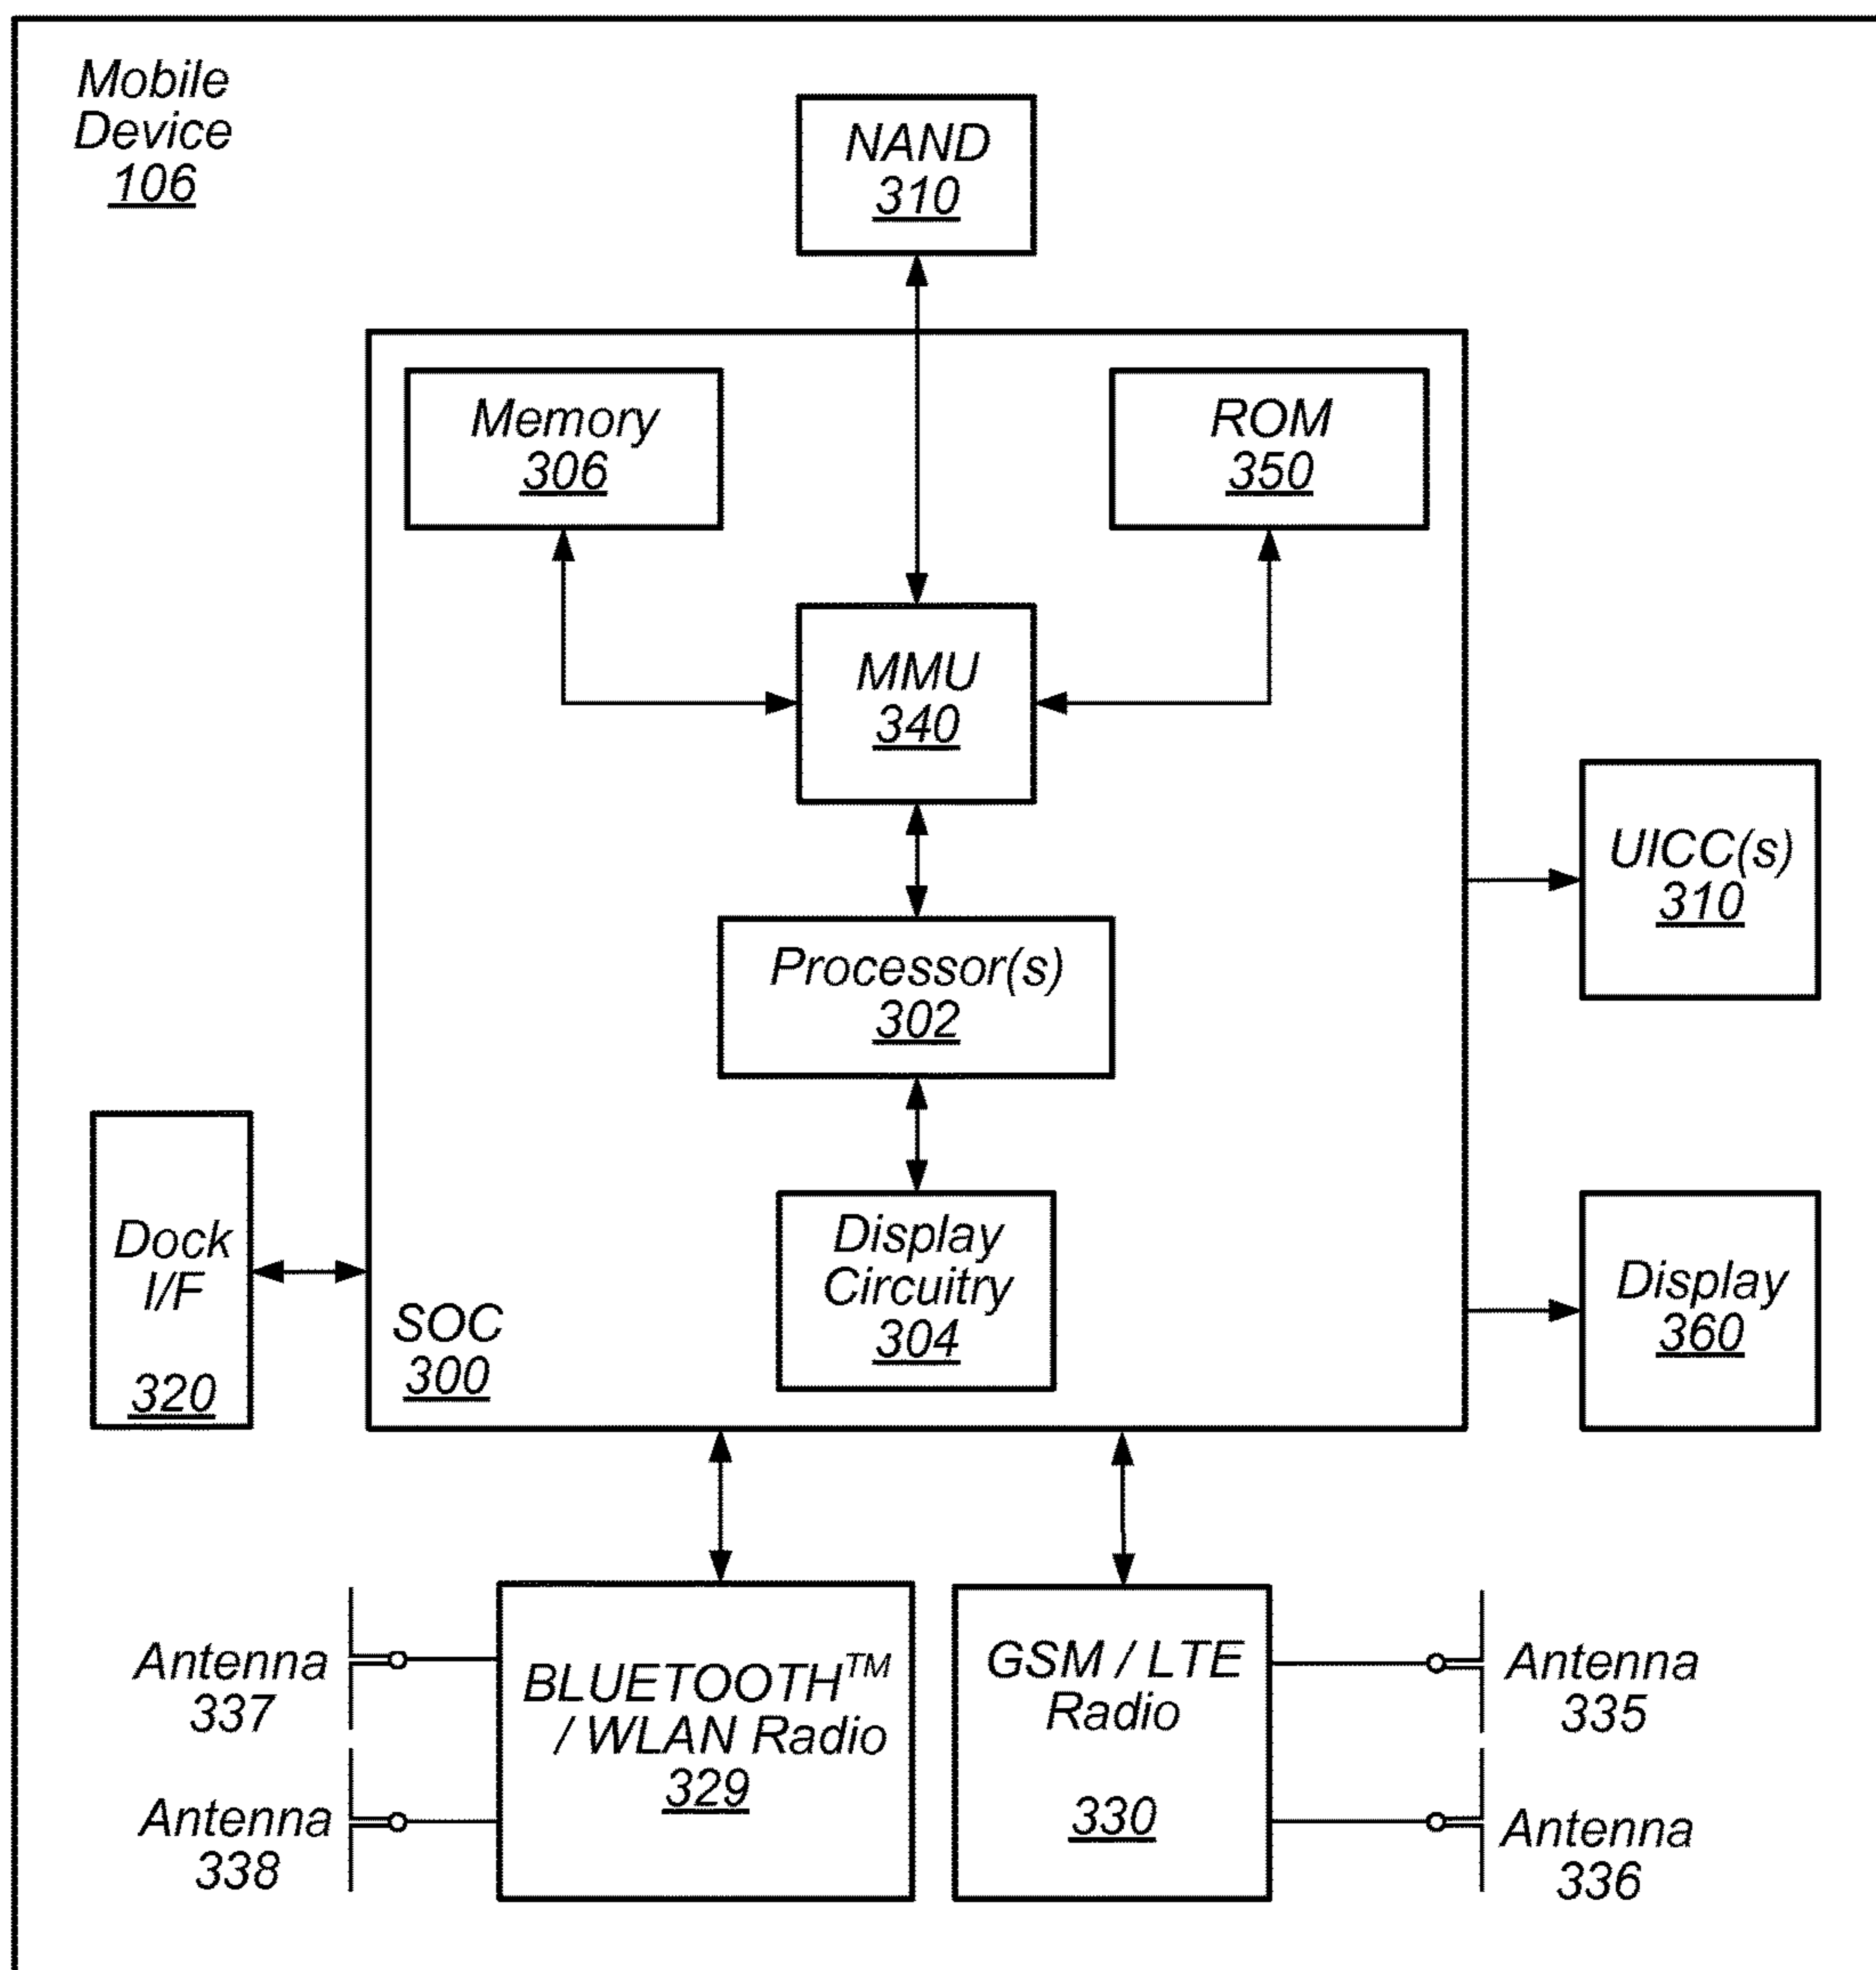 Mobile
Device
106
NAND
310
Memory
306
ROM
350
MMU
340
UICC(s)
310
Processor(s)
302
Dock
I/F
320
Display
Circuitry
304
SOC
300
Display
360
Antenna
337
BLUETOOTH™
/ WLAN Radio
329
GSM / LTE
Radio
330
Antenna
335
Antenna
338
Antenna
336